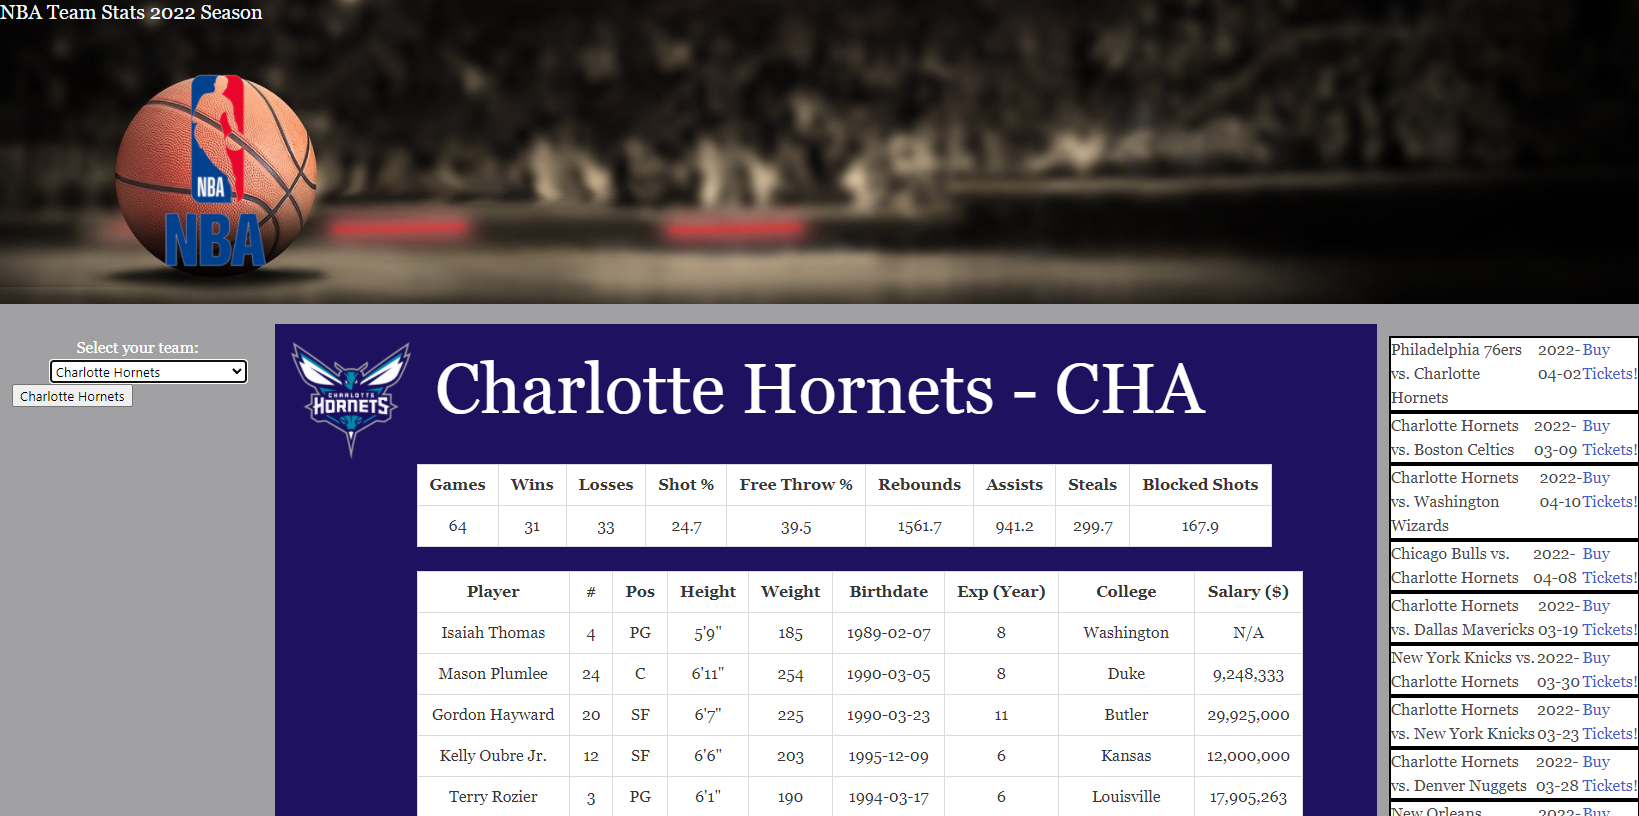 NBA Team Stats 2022 Season
NBA
NBA
Select your team:
Charlotte Hornets
Charlotte Hornets
CHARLOTTE
HORNETS
Charlotte Hornets - CHA
Games Wins Losses Shot % Free Throw % Rebounds Assists Steals Blocked Shots
64 31 33 24.7 39.5 1561.7 941.2 299.7 167.9
Player # Pos Height Weight Birthdate Exp (Year) College Salary ($)
Isaiah Thomas 4 PG 5'9" 185 1989-02-07 8 Washington N/A
Mason Plumlee 24 C 6'11" 254 1990-03-05 8 Duke 9,248,333
Gordon Hayward 20 SF 6'7" 225 1990-03-23 11 Butler 29,925,000
Kelly Oubre Jr. 12 SF 6'6" 203 1995-12-09 6 Kansas 12,000,000
Terry Rozier 3 PG 6'1" 190 1994-03-17 6 Louisville 17,905,263
Philadelphia 76ers 2022- Buy
vs. Charlotte 04-02 Tickets!
Hornets
Charlotte Hornets 2022- Buy
vs. Boston Celtics 03-09 Tickets!
Charlotte Hornets 2022- Buy
vs. Washington 04-10 Tickets!
Wizards
Chicago Bulls vs. 2022- Buy
Charlotte Hornets 04-08 Tickets!
Charlotte Hornets 2022- Buy
vs. Dallas Mavericks 03-19 Tickets!
New York Knicks vs. 2022- Buy
Charlotte Hornets 03-30 Tickets!
Charlotte Hornets 2022- Buy
vs. New York Knicks 03-23 Tickets!
Charlotte Hornets 2022- Buy
vs. Denver Nuggets 03-28 Tickets!
New Orleans 2022- Buy